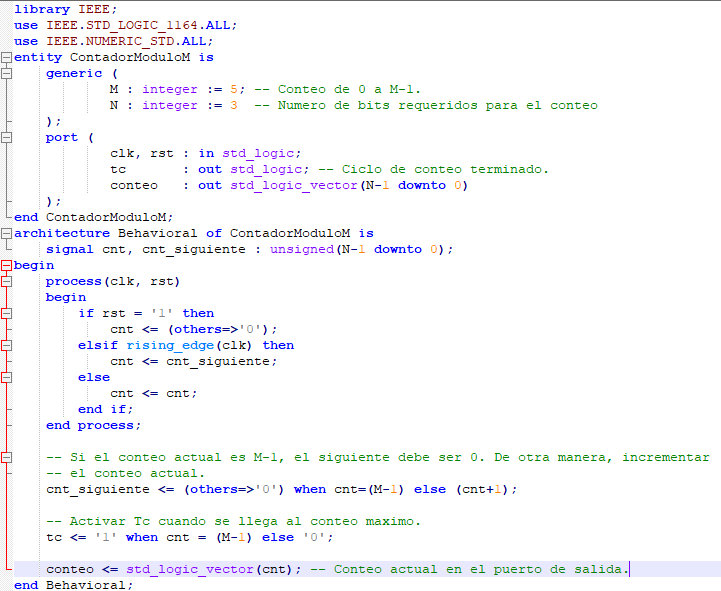 library IEEE;
use IEEE.STD_LOGIC_1164.ALL;
use IEEE.NUMERIC_STD.ALL;
entity ContadorModuloM is
    generic (
            M : integer := 5; -- Conteo de 0 a M-1.
            N : integer := 3  -- Numero de bits requeridos para el conteo
    );
    port (
            clk, rst : in std_logic;
            tc       : out std_logic; -- Ciclo de conteo terminado.
            conteo   : out std_logic_vector(N-1 downto 0)
    );
end ContadorModuloM;
architecture Behavioral of ContadorModuloM is
    signal cnt, cnt_siguiente : unsigned(N-1 downto 0);
begin
    process(clk, rst)
    begin
        if rst = '1' then
            cnt <= (others=>'0');
        elsif rising_edge(clk) then
            cnt <= cnt_siguiente;
        else
            cnt <= cnt;
        end if;
    end process;

    -- Si el conteo actual es M-1, el siguiente debe ser 0. De otra manera, incrementar
    -- el conteo actual.
    cnt_siguiente <= (others=>'0') when cnt=(M-1) else (cnt+1);

    -- Activar Tc cuando se llega al conteo maximo.
    tc <= '1' when cnt = (M-1) else '0';

    conteo <= std_logic_vector(cnt); -- Conteo actual en el puerto de salida.
end Behavioral;